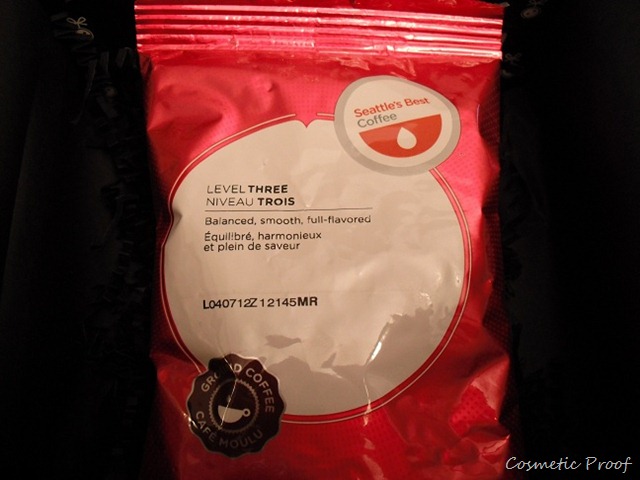 Seattle's Best
Coffee
LEVEL THREE
NIVEAU TROIS
Balanced, smooth, full-flavored
Équilibré, harmonieux
et plein de saveur
L040712Z12145MR
COFFEE
CAFÉ MOULU
Cosmetic Proof